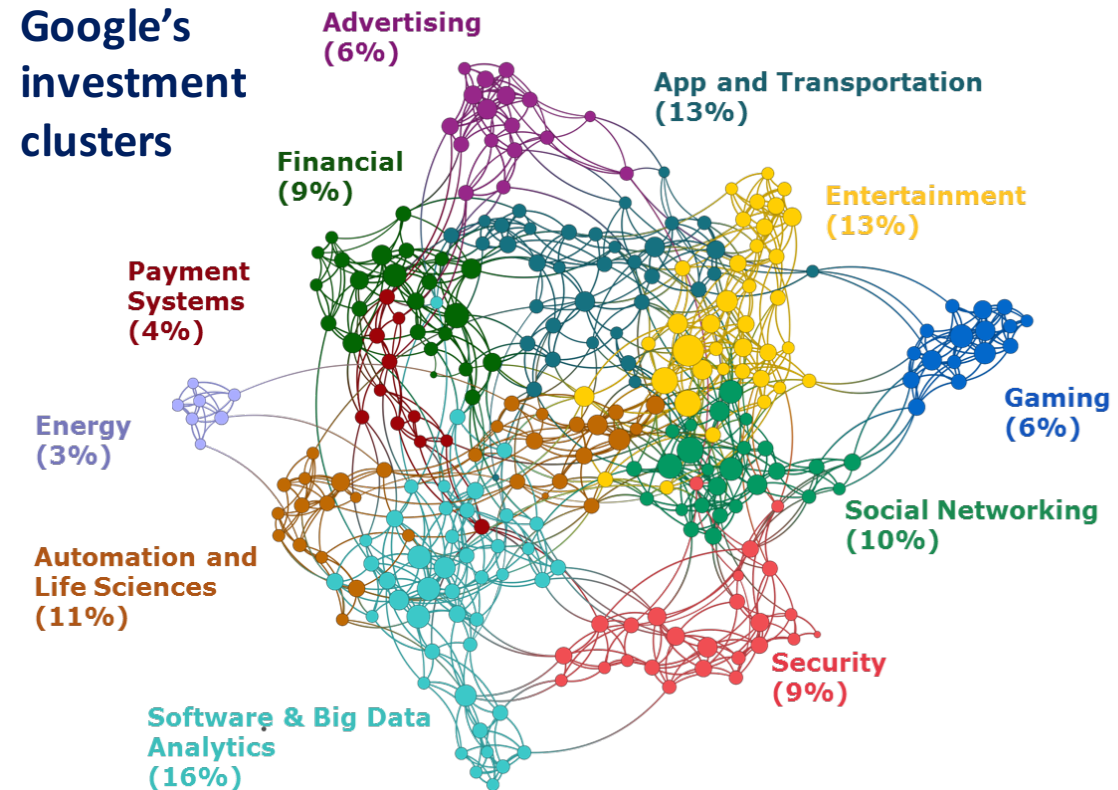 Google’s
investment
clusters
Advertising
(6%)
App and Transportation
(13%)
Financial
(9%)
Entertainment
(13%)
Payment
Systems
(4%)
Energy
(3%)
Gaming
(6%)
Social Networking
(10%)
Automation and
Life Sciences
(11%)
Security
(9%)
Software & Big Data
Analytics
(16%)